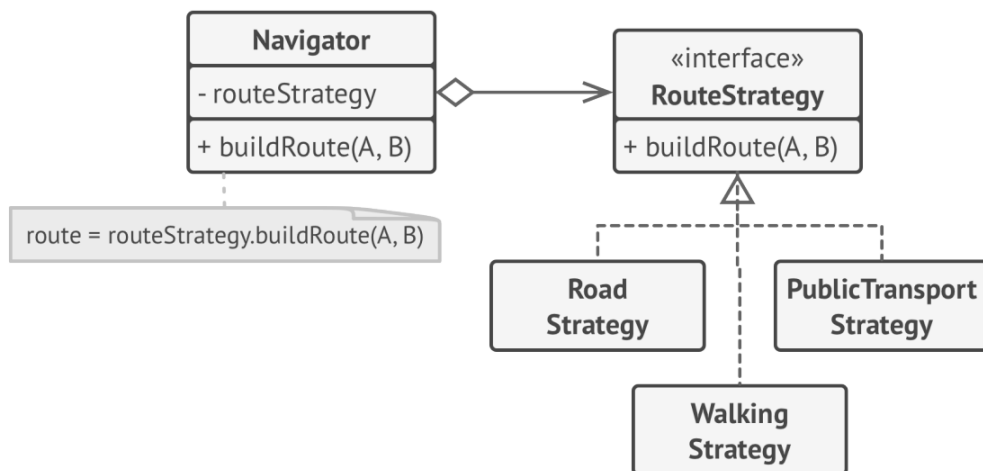 Navigator
- routeStrategy
+ buildRoute(A, B)
route = routeStrategy.buildRoute(A, B)
«interface»
RouteStrategy
+ buildRoute(A, B)
Road
Strategy
PublicTransport
Strategy
Walking
Strategy